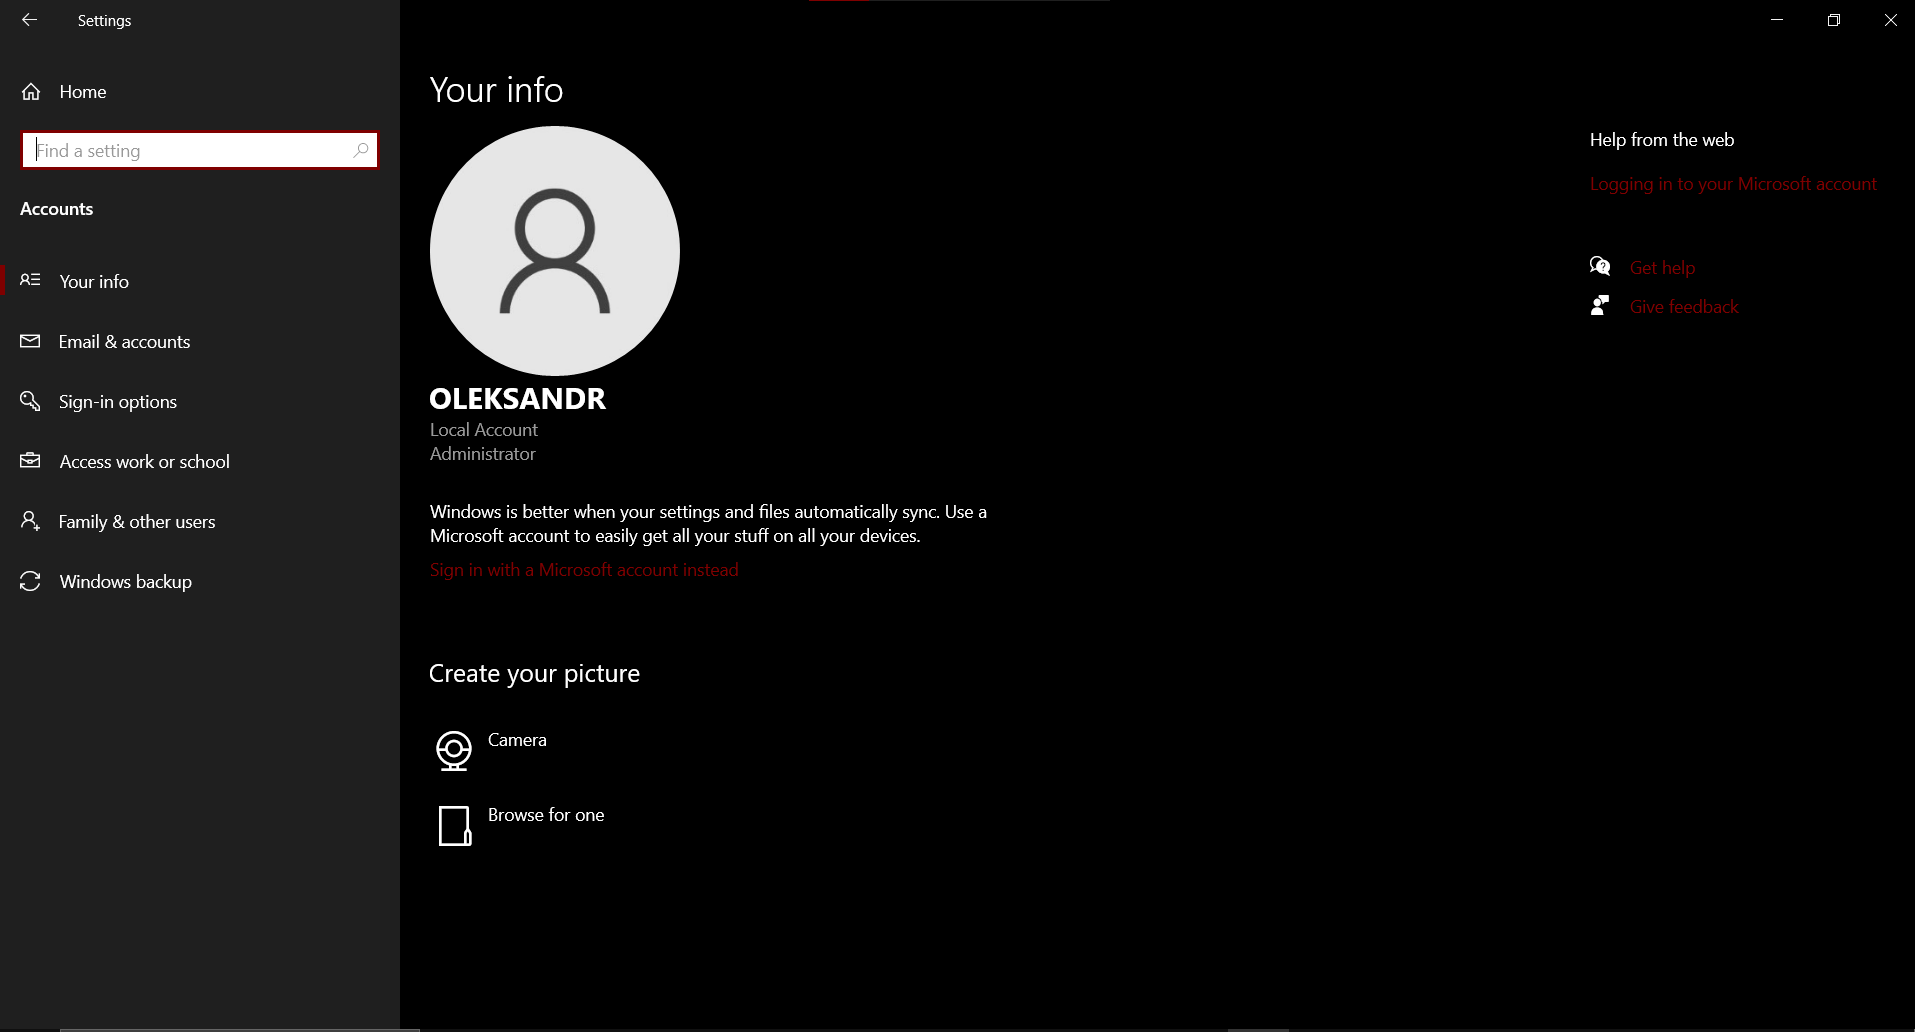 Settings
Home
Find a setting
Accounts
Your info
Email & accounts
Sign-in options
Access work or school
Family & other users
Windows backup
Your info
OLEKSANDR
Local Account
Administrator
Windows is better when your settings and files automatically sync. Use a
Microsoft account to easily get all your stuff on all your devices.
Sign in with a Microsoft account instead
Create your picture
Camera
Browse for one
Help from the web
Logging in to your Microsoft account
Get help
Give feedback